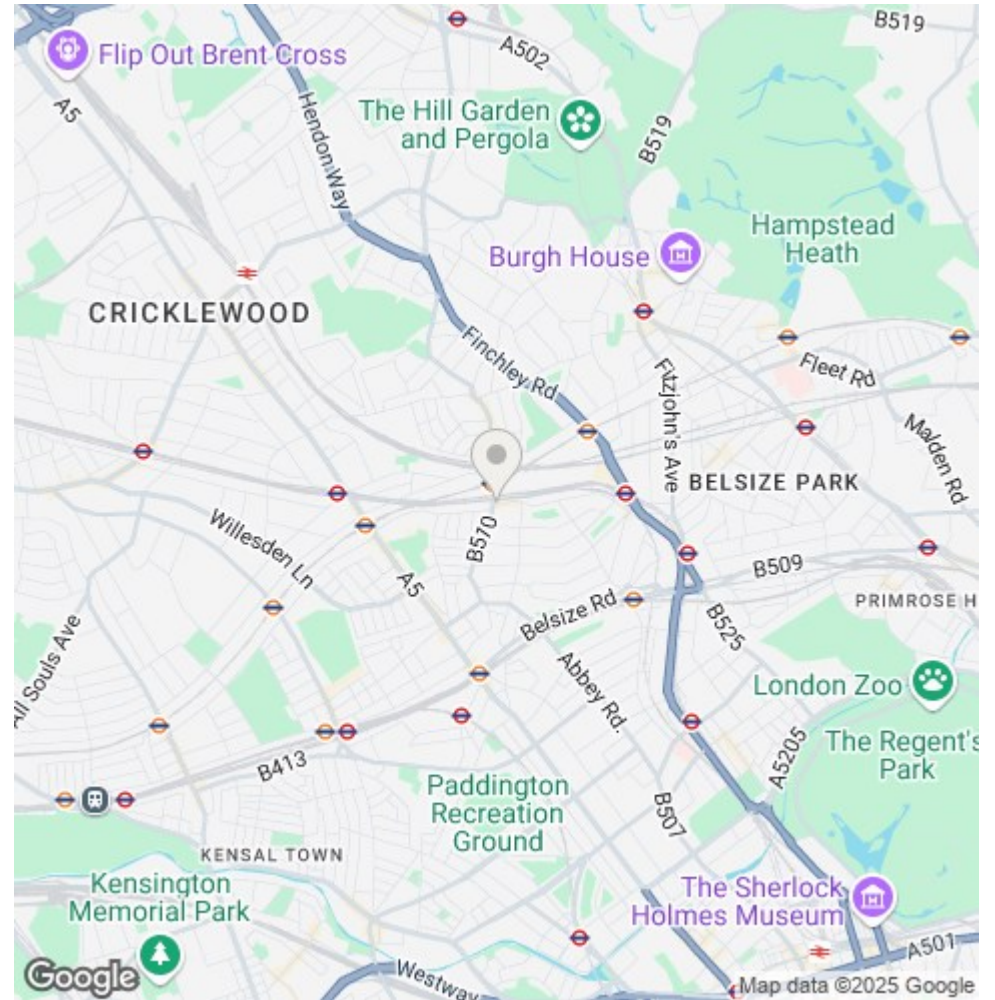 B519
A502
Flip Out Brent Cross
A5
The Hill Garden
and Pergola
B519
Hendon Way
Hampstead
Heath
Burgh House
CRICKLEWOOD
Finchley Rd
Fitzjohn's Ave
Fleet Rd
Malden Rd
BELSIZE PARK
Willesden Ln
B510
A5
B509
PRIMROSE H
Belsize Rd
B525
All Souls Ave
Abbey Rd.
London Zoo
The Regent's
Park
A5205
B413
Paddington
Recreation
Ground
B507
KENSAL TOWN
Kensington
Memorial Park
The Sherlock
Holmes Museum
A501
Westway
Google
Map data ©2025 Google